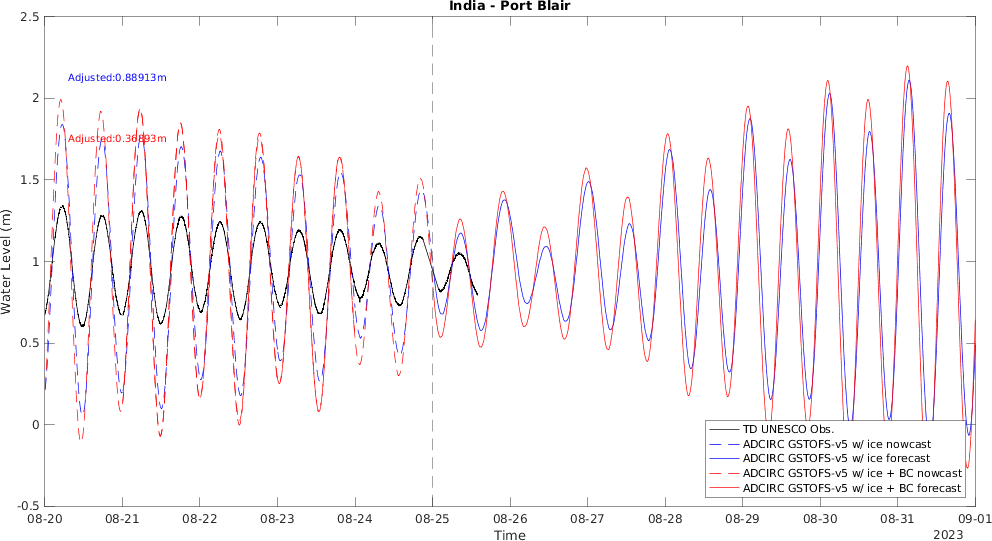 India - Port Blair
2.5
2
1.5
1
0.5
0
-0.5
Water Level (m)
Adjusted:0.88913m
Adjusted:0.36893m
TD UNESCO Obs.
ADCIRC GSTOFS-v5 w/ ice nowcast
ADCIRC GSTOFS-v5 w/ ice forecast
ADCIRC GSTOFS-v5 w/ ice + BC nowcast
ADCIRC GSTOFS-v5 w/ ice + BC forecast
08-20 08-21 08-22 08-23 08-24 08-25 08-26 08-27 08-28 08-29 08-30 08-31 09-01
Time
2023